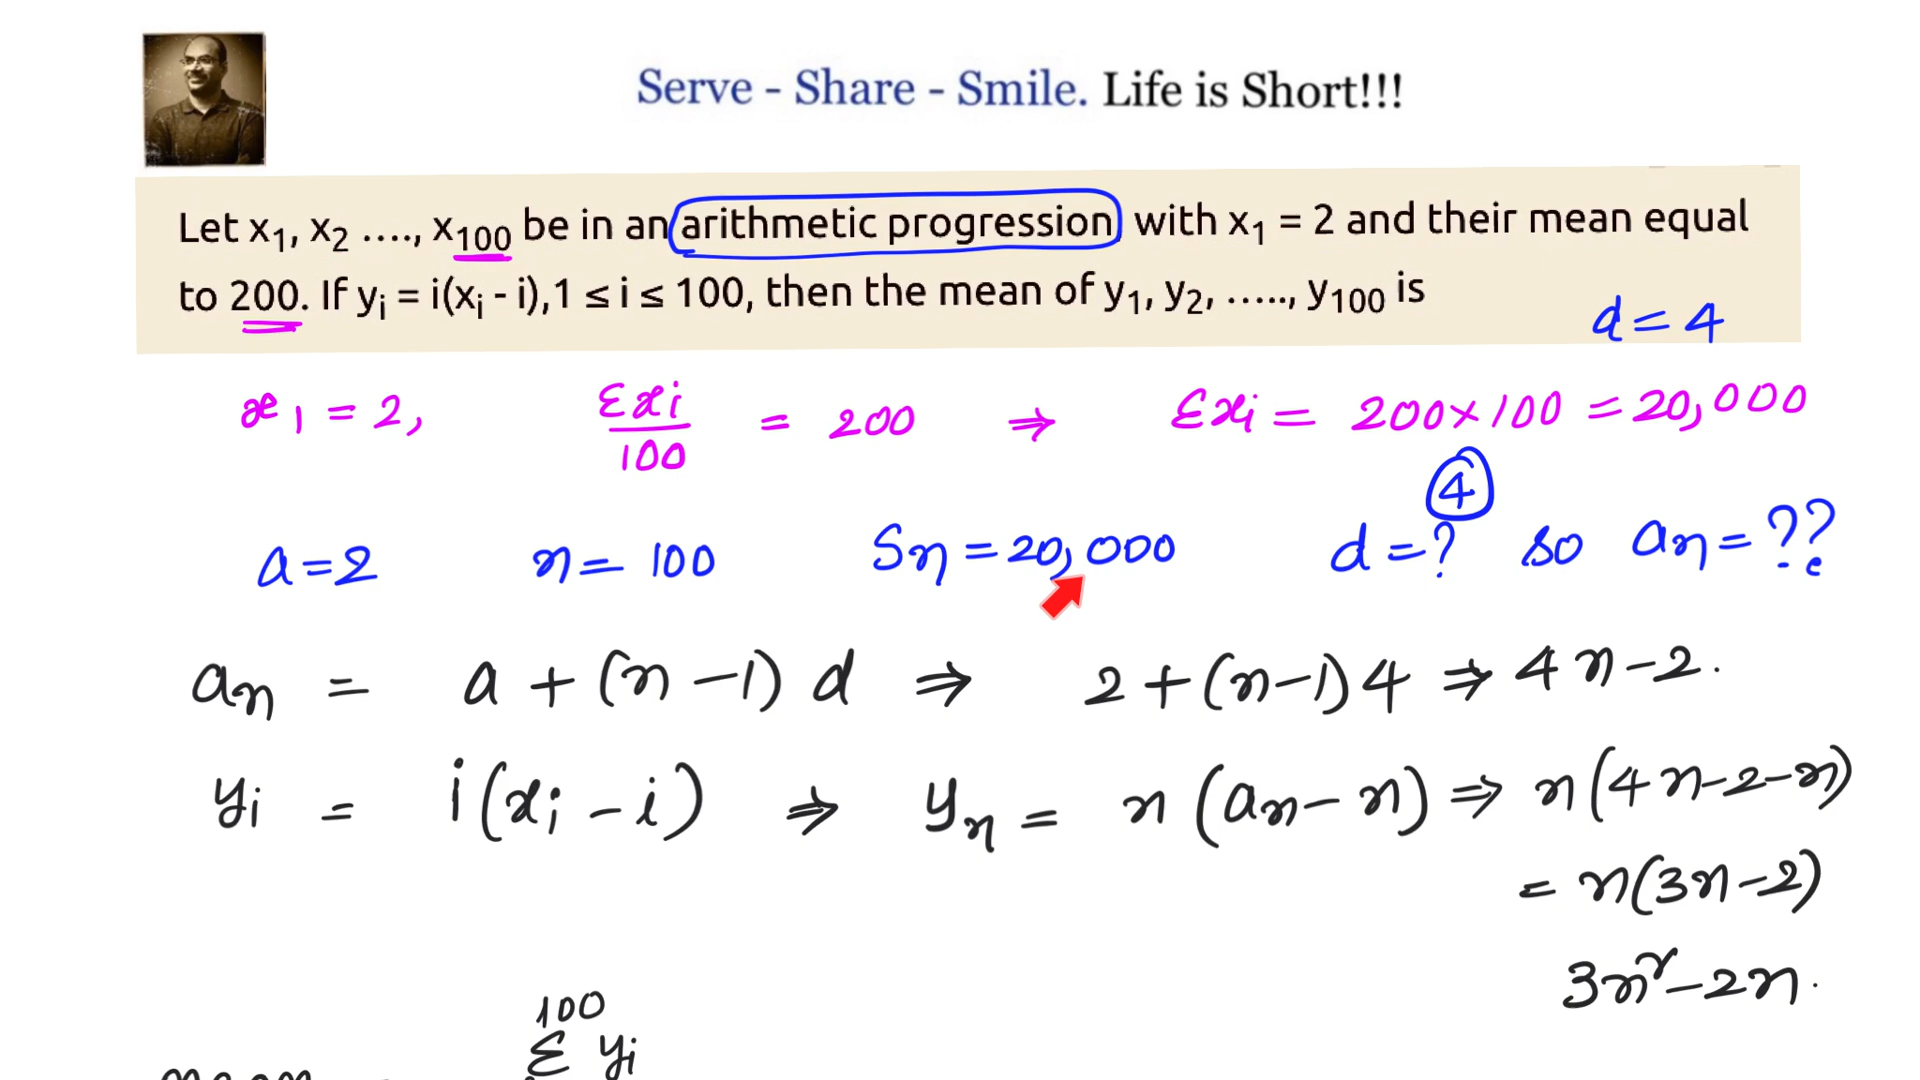 Serve - Share - Smile. Life is Short!!!
Let x₁, x₂ ...., x₁₀₀ be in an arithmetic progression, with x₁ = 2 and their mean equal
to 200. If yᵢ = i(xᵢ - i),1 ≤ i ≤ 100, then the mean of y₁, y₂, ....., y₁₀₀ is
d = 4
x₁ = 2, Σxi/100 = 200 ⇒ Σxi = 200×100 = 20,000
4
a = 2 n = 100 Sn = 20,000 d = ? so an = ??
an = a + (n-1) d ⇒ 2+(n-1)4 ⇒ 4n-2.
yi = i(xi - i) ⇒ yn = n(an - n) ⇒ n(4n-2-n)
= n(3n-2)
3n²-2n.
100
Σ yi
mean